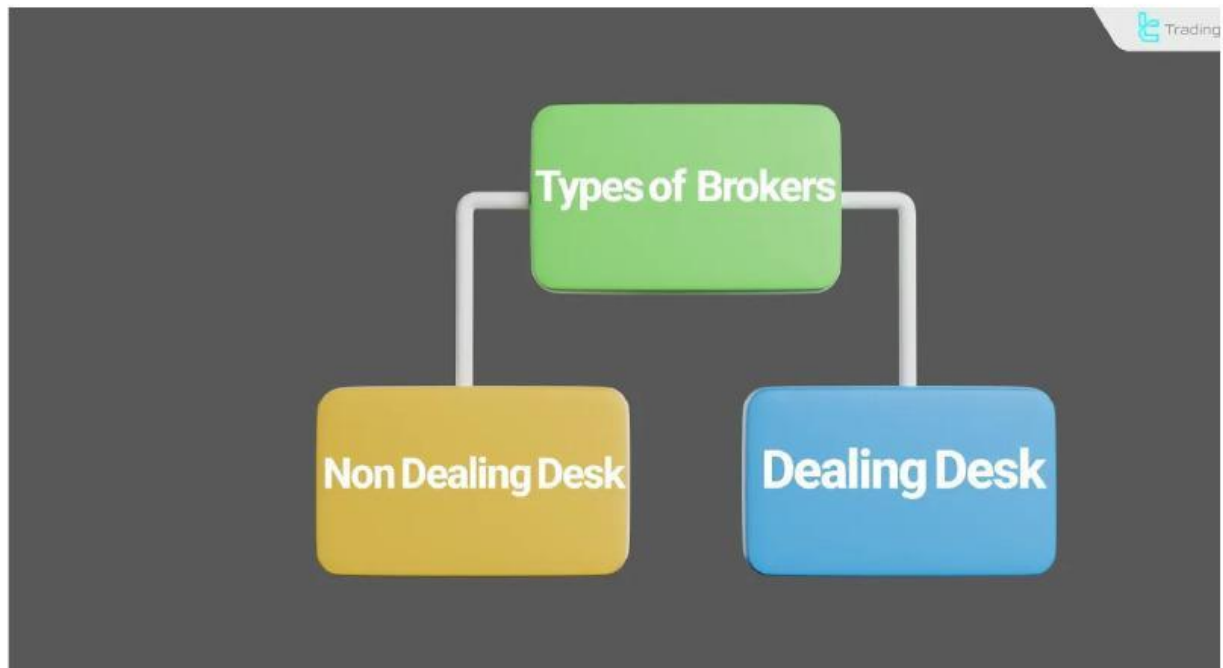 Trading
Types of Brokers
Non Dealing Desk
Dealing Desk